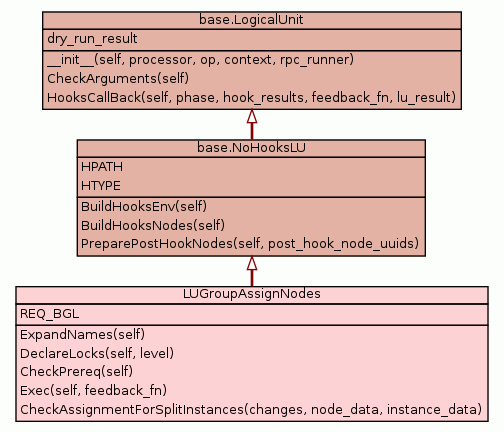 base.LogicalUnit
dry_run_result
__init__(self, processor, op, context, rpc_runner)
CheckArguments(self)
HooksCallBack(self, phase, hook_results, feedback_fn, lu_result)
base.NoHooksLU
HPATH
HTYPE
BuildHooksEnv(self)
BuildHooksNodes(self)
PreparePostHookNodes(self, post_hook_node_uuids)
LUGroupAssignNodes
REQ_BGL
ExpandNames(self)
DeclareLocks(self, level)
CheckPrereq(self)
Exec(self, feedback_fn)
CheckAssignmentForSplitInstances(changes, node_data, instance_data)